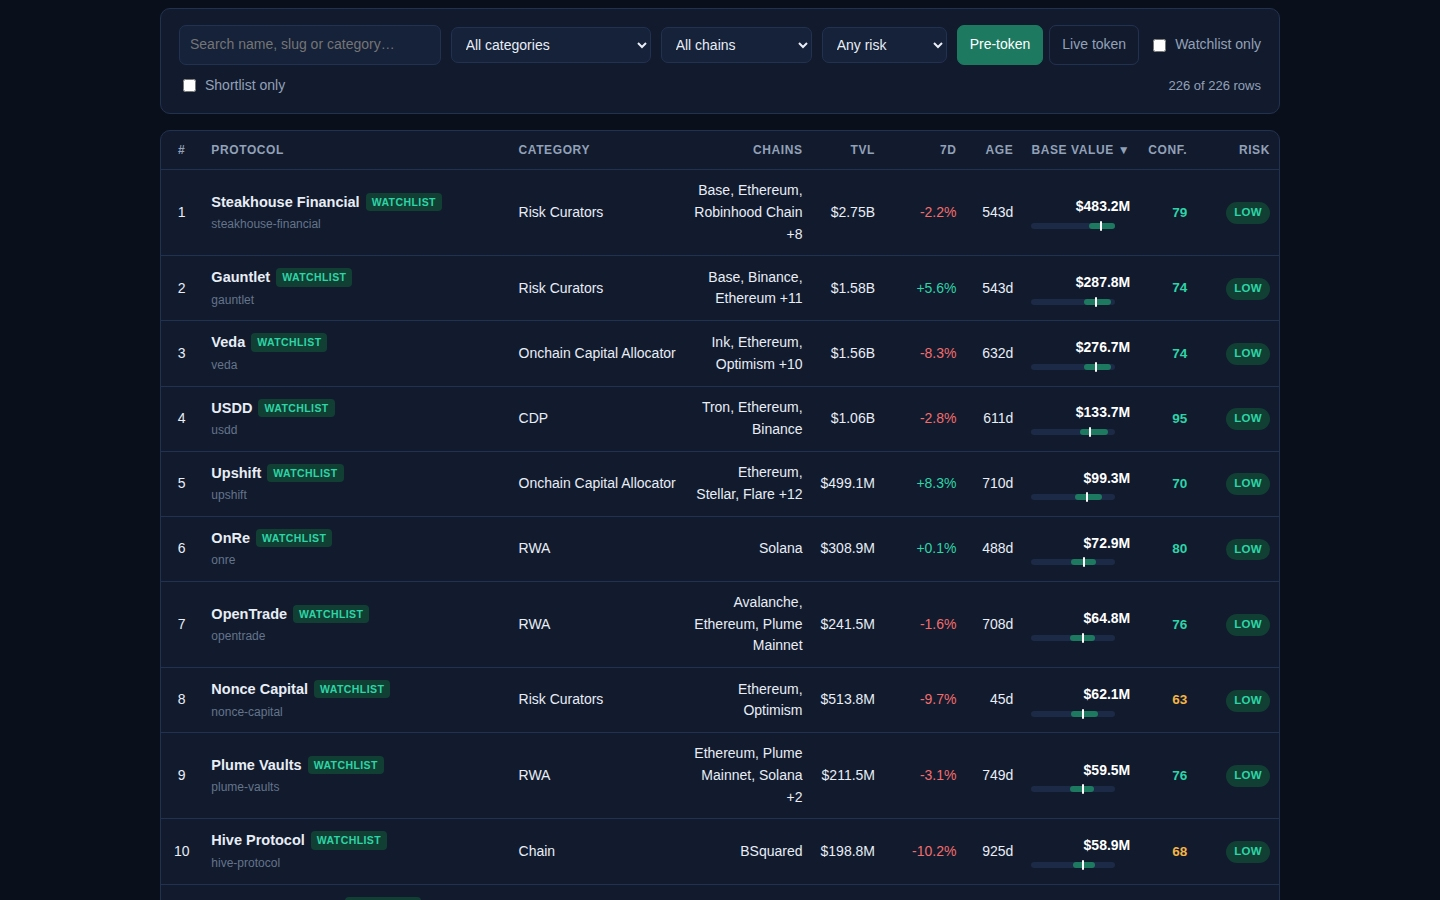 Search name, slug or category…
All categories
All chains
Any risk
Pre-token
Live token
Watchlist only
Shortlist only
226 of 226 rows
# PROTOCOL CATEGORY CHAINS TVL 7D AGE BASE VALUE ▼ CONF. RISK
1 Steakhouse Financial WATCHLIST
steakhouse-financial
Risk Curators
Base, Ethereum,
Robinhood Chain
+8
$2.75B -2.2% 543d $483.2M 79 LOW
2 Gauntlet WATCHLIST
gauntlet
Risk Curators
Base, Binance,
Ethereum +11
$1.58B +5.6% 543d $287.8M 74 LOW
3 Veda WATCHLIST
veda
Onchain Capital Allocator
Ink, Ethereum,
Optimism +10
$1.56B -8.3% 632d $276.7M 74 LOW
4 USDD WATCHLIST
usdd
CDP
Tron, Ethereum,
Binance
$1.06B -2.8% 611d $133.7M 95 LOW
5 Upshift WATCHLIST
upshift
Onchain Capital Allocator
Ethereum,
Stellar, Flare +12
$499.1M +8.3% 710d $99.3M 70 LOW
6 OnRe WATCHLIST
onre
RWA
Solana
$308.9M +0.1% 488d $72.9M 80 LOW
7 OpenTrade WATCHLIST
opentrade
RWA
Avalanche,
Ethereum, Plume
Mainnet
$241.5M -1.6% 708d $64.8M 76 LOW
8 Nonce Capital WATCHLIST
nonce-capital
Risk Curators
Ethereum,
Optimism
$513.8M -9.7% 45d $62.1M 63 LOW
9 Plume Vaults WATCHLIST
plume-vaults
RWA
Ethereum, Plume
Mainnet, Solana
+2
$211.5M -3.1% 749d $59.5M 76 LOW
10 Hive Protocol WATCHLIST
hive-protocol
Chain
BSquared
$198.8M -10.2% 925d $58.9M 68 LOW